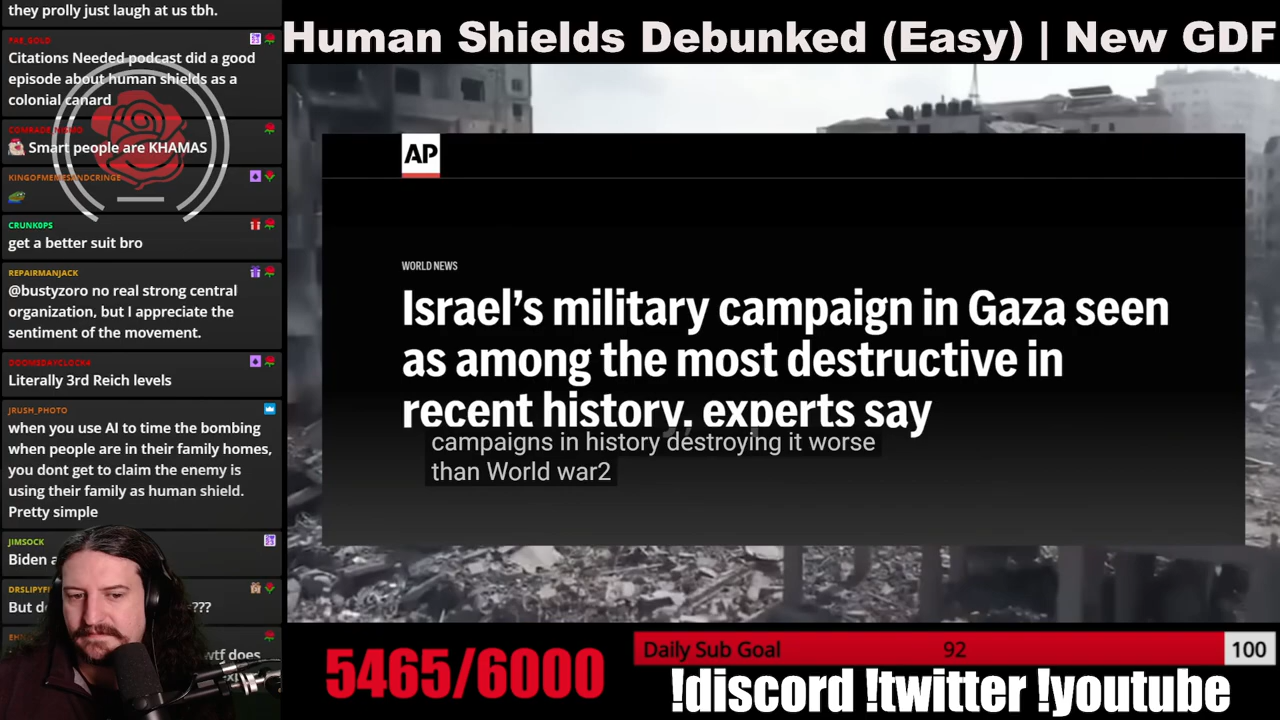 they prolly just laugh at us tbh.
FAB_GOLD
Citations Needed podcast did a good
episode about human shields as a
colonial canard
Smart people are KHAMAS
KINGOFMEMESANDCRINGE
CRUNK0PS
get a better suit bro
REPAIRMANJACK
@bustyzoro no real strong central
organization, but I appreciate the
sentiment of the movement.
DOOMSDAYCLOCK4
Literally 3rd Reich levels
JRUSH_PHOTO
when you use AI to time the bombing
when people are in their family homes,
you dont get to claim the enemy is
using their family as human shield.
Pretty simple
JIMSOCK
Biden
But
???
wtf does
Human Shields Debunked (Easy) | New GDF
AP
WORLD NEWS
Israel's military campaign in Gaza seen
as among the most destructive in
recent history, experts say
campaigns in history destroying it worse
than World war2
5465/6000
Daily Sub Goal 92 100
!discord !twitter !youtube